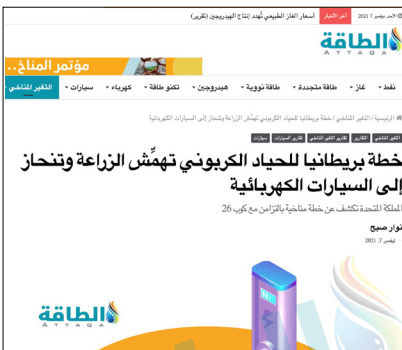 الأحد, نوفمبر 7 2021
آخر الأخبار
أسعار الغاز الطبيعي تُهدد إنتاج الهيدروجين (تقرير)
الطاقة
ATTAQA
مؤتمر المناخ..
نفط
غاز
طاقة متجددة
طاقة نووية
هيدروجين
تكنو طاقة
كهرباء
سيارات
التغير المناخي
الرئيسية / التغير المناخي / خطة بريطانيا للحياد الكربوني تهمّش الزراعة وتنحاز إلى السيارات الكهربائية
التغير المناخي
التقارير
تقارير التغير المناخي
تقارير السيارات
سيارات
خطة بريطانيا للحياد الكربوني تهمِّش الزراعة وتنحاز
إلى السيارات الكهربائية
المملكة المتحدة تكشف عن خطة مناخية بالتزامن مع كوب 26
نوار صبح
نوفمبر 7, 2021
الطاقة
ATTAQA